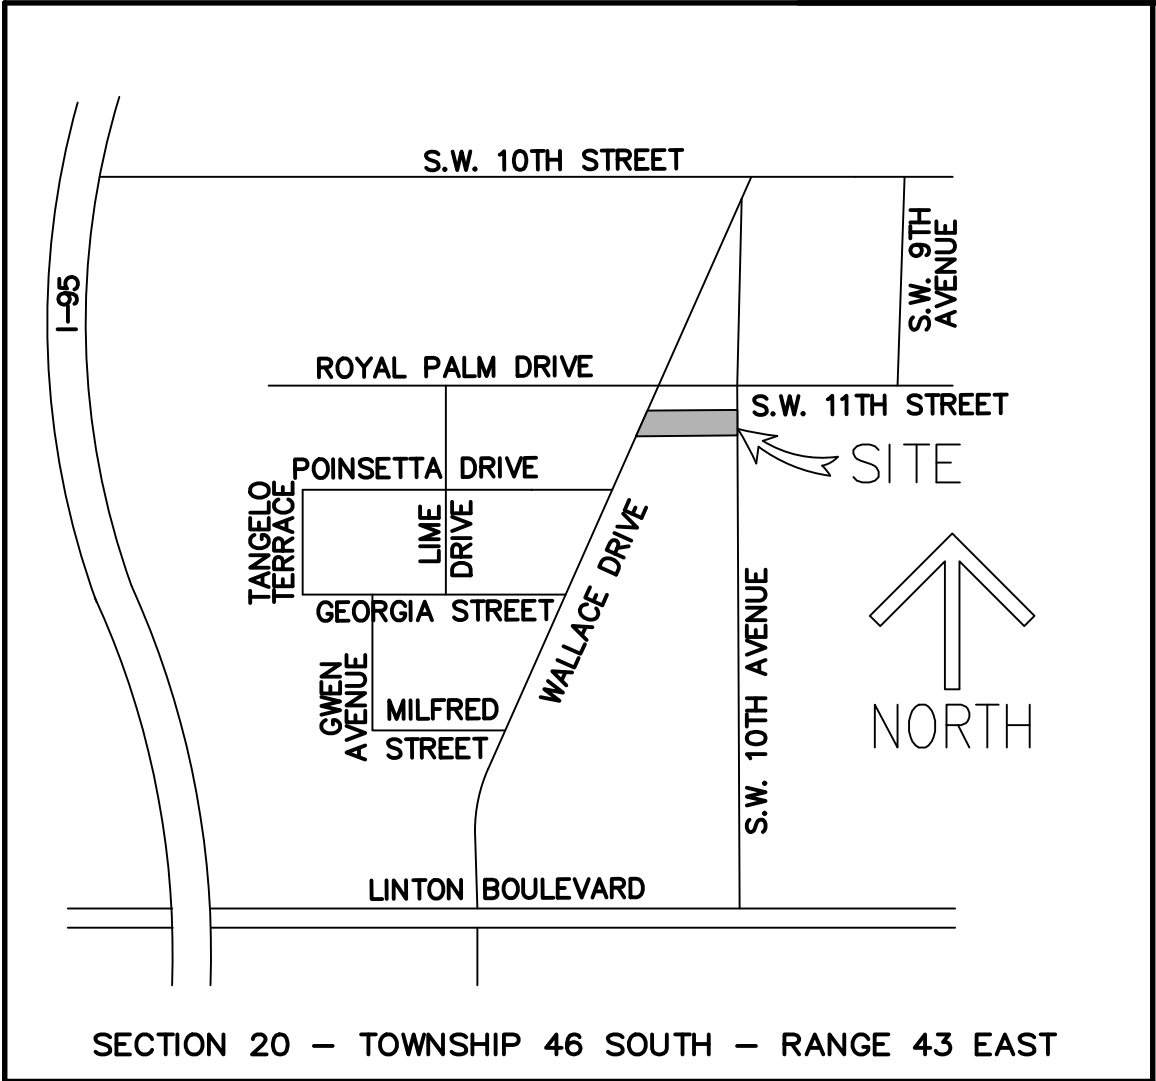 S.W. 10TH STREET
S.W. 9TH
AVENUE
I-95
ROYAL PALM DRIVE
S.W. 11TH STREET
SITE
POINSETTA DRIVE
TANGELO
TERRACE
LIME
DRIVE
WALLACE DRIVE
GEORGIA STREET
S.W. 10TH AVENUE
GWEN
AVENUE
MILFRED
STREET
NORTH
LINTON BOULEVARD
SECTION 20 - TOWNSHIP 46 SOUTH - RANGE 43 EAST